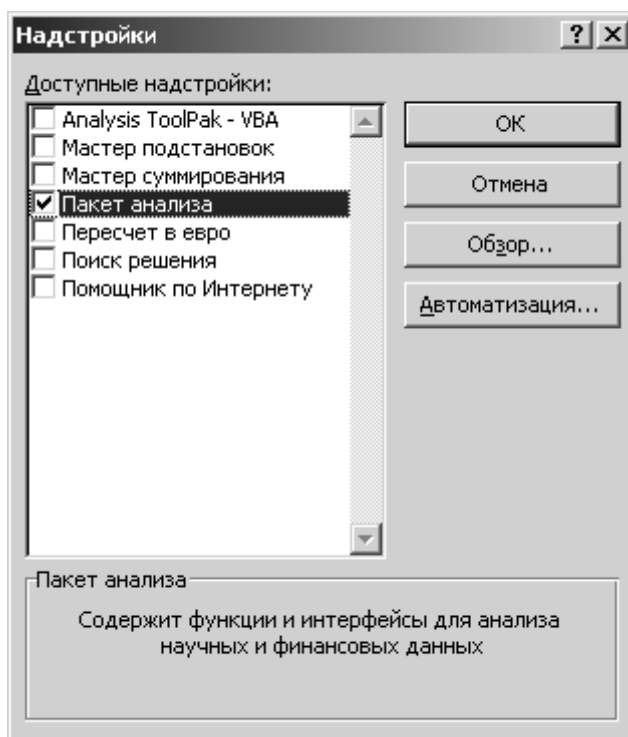 Надстройки
Доступные надстройки:
Analysis ToolPak - VBA
Мастер подстановок
Мастер суммирования
Пакет анализа
Пересчет в евро
Поиск решения
Помощник по Интернету
ОК
Отмена
Обзор...
Автоматизация...
Пакет анализа
Содержит функции и интерфейсы для анализа
научных и финансовых данных